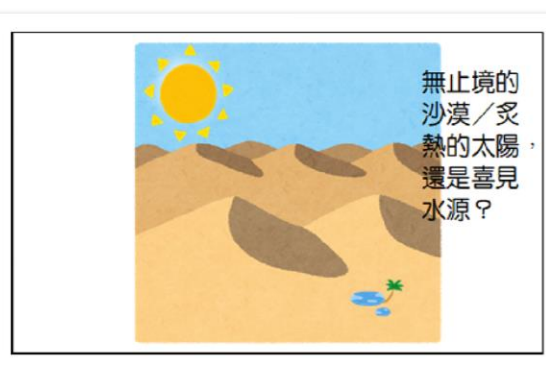 無止境的
沙漠／炙
熱的太陽，
還是喜見
水源？